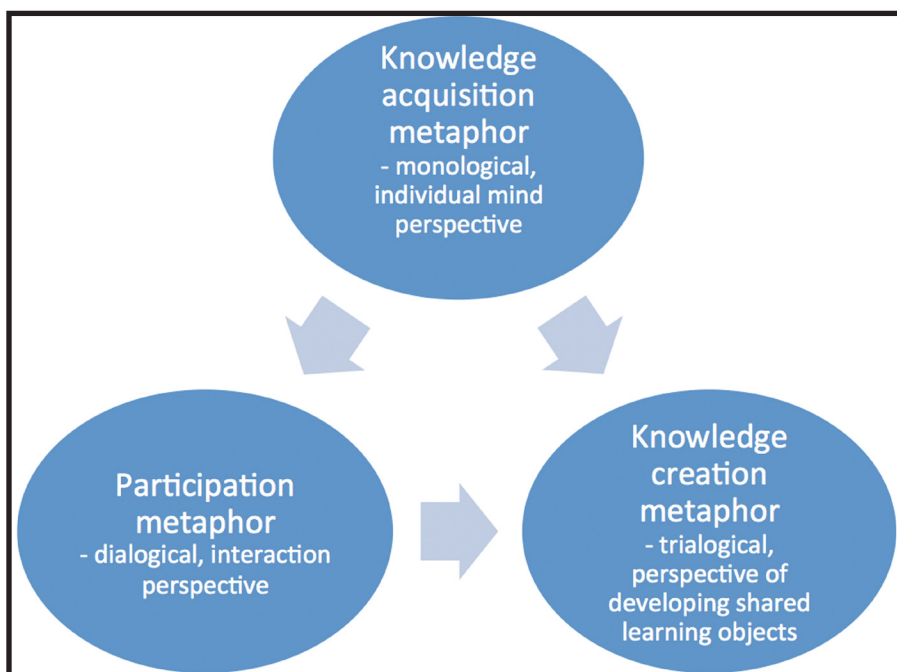 Knowledge
acquisition
metaphor
- monological,
individual mind
perspective
Participation
metaphor
- dialogical, interaction
perspective
Knowledge
creation
metaphor
- trialogical,
perspective of
developing shared
learning objects